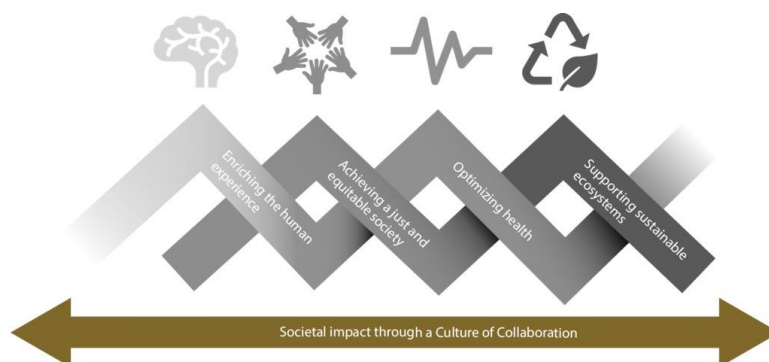 Enriching the human
experience
Achieving a just and
equitable society
Optimizing health
Supporting sustainable
ecosystems
Societal impact through a Culture of Collaboration